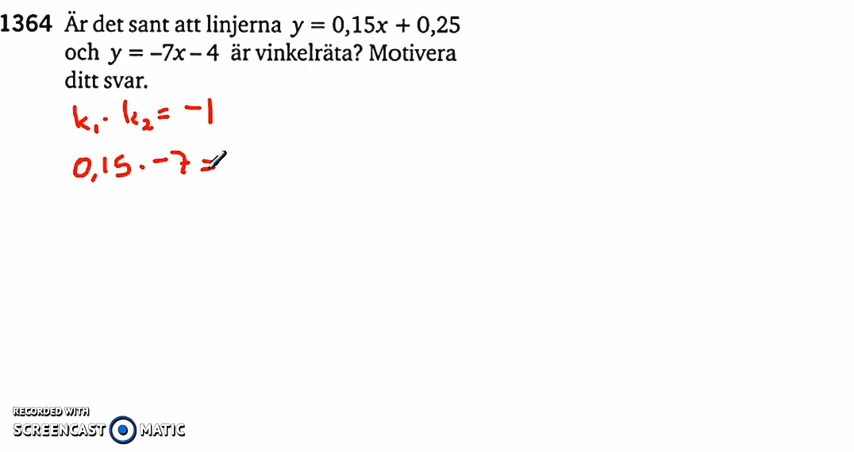 1364 Är det sant att linjerna y = 0,15x + 0,25
och y = –7x – 4 är vinkelräta? Motivera
ditt svar.
k₁ · k₂ = -1
0,15 · -7 =
RECORDED WITH
SCREENCAST MATIC